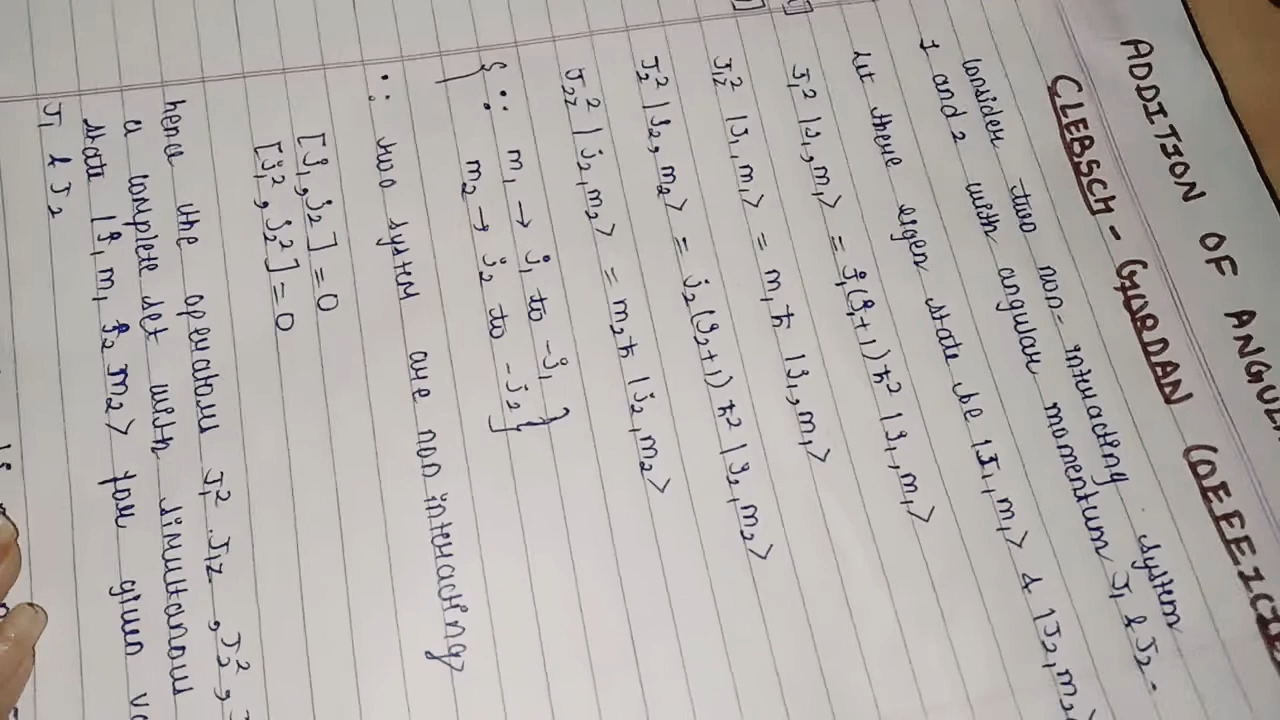 ADDITION OF ANGUL
CLEBSCH - GORDAN (DEFEICI
Consider two non-interacting system
1 and 2 with angular momentum J₁ & J₂.
let there eigen state be |J₁, m₁> & |J₂, m₂>
J₁² |J₁, m₁> = J₁(J₁+1) ħ² |J₁, m₁>
J₁z² |J₁, m₁> = m₁ ħ |J₁, m₁>
J₂² |J₂, m₂> = j₂(J₂+1) ħ² |J₂, m₂>
J₂z² |j₂, m₂> = m₂ ħ |j₂, m₂>
{ ∵ m₁ → j₁ to -j₁ }
m₂ → j₂ to -j₂ }
∵ two system are non interacting
[J₁, J₂] = 0
[J₁², J₂²] = 0
hence the operators J₁² J₁z, J₂²,
a complete set with simultanous
state |J₁ m₁ J₂ m₂> for given
J₁ & J₂